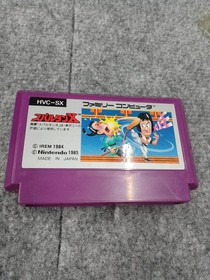 HVC-SX
ファミリー コンピュータ
スパルタンX
© IREM 1984
© Nintendo 1985
MADE IN JAPAN